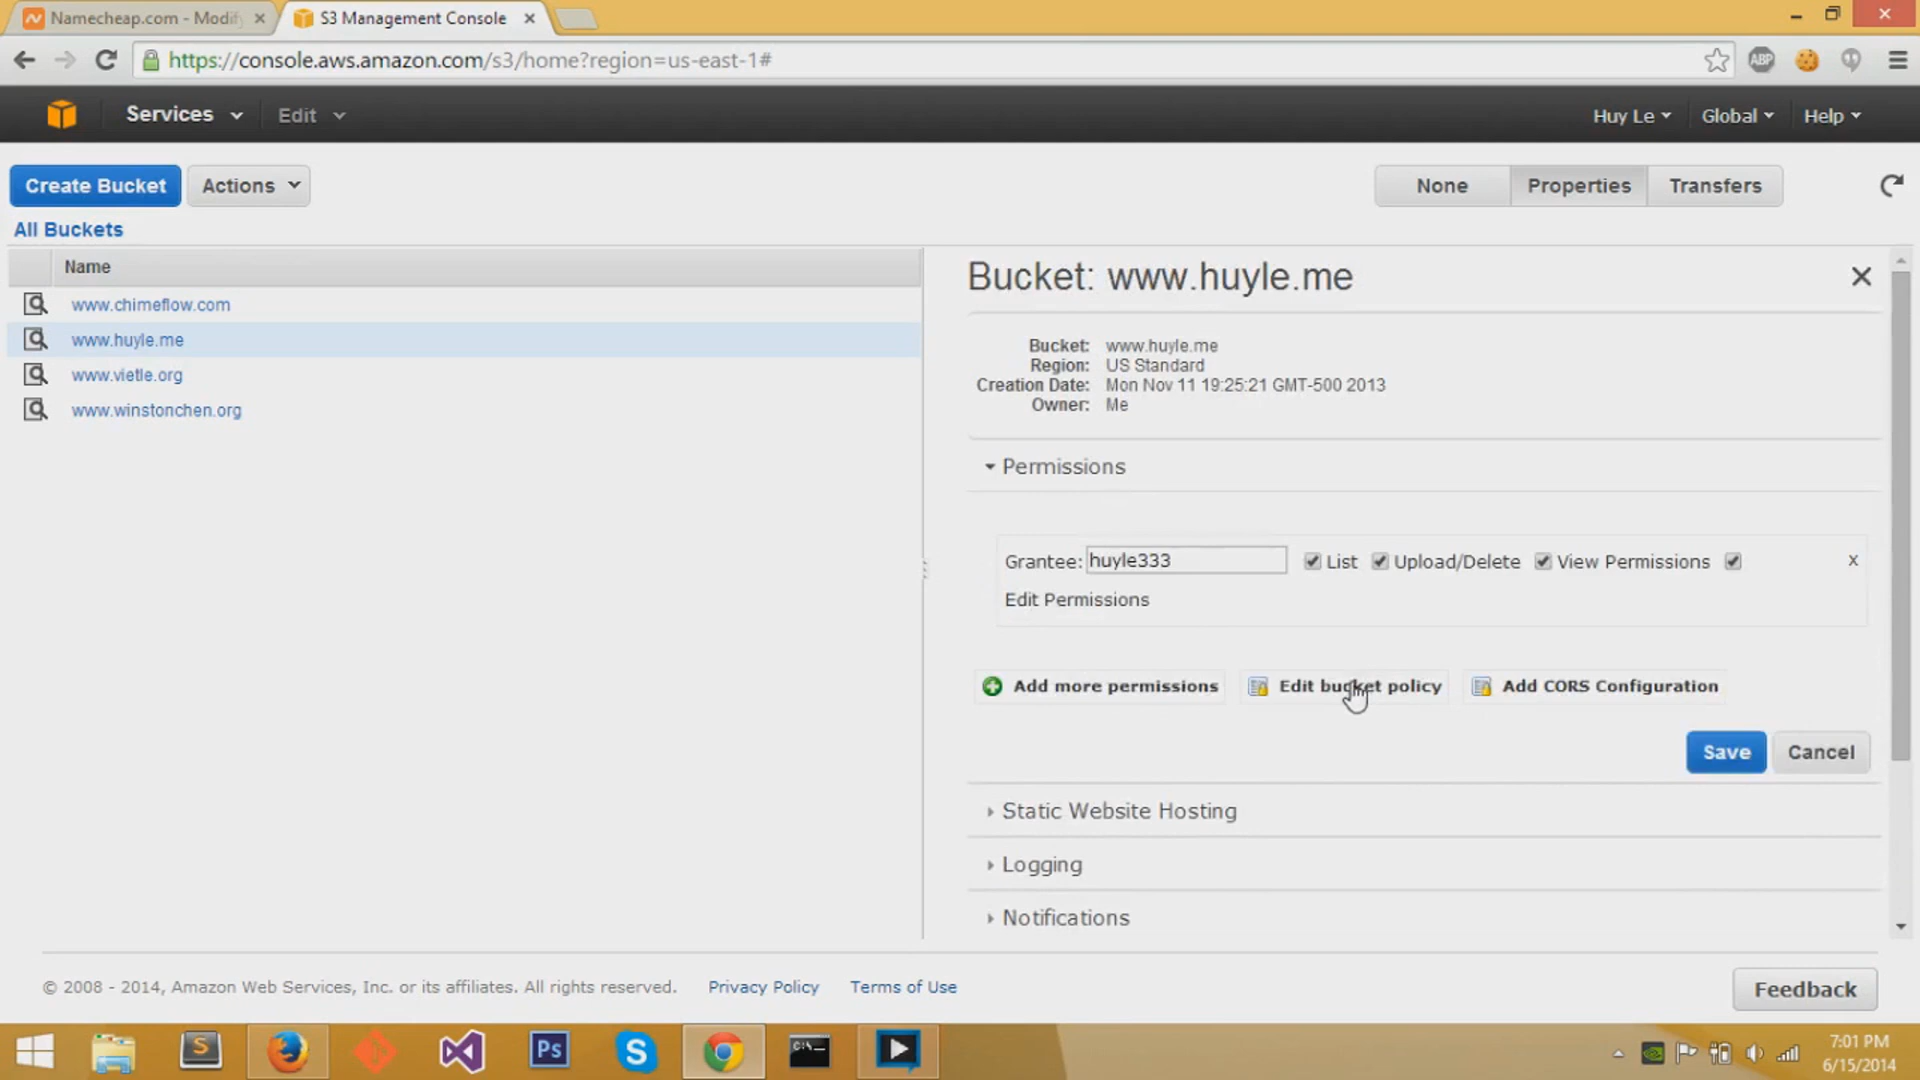 Namecheap.com - Modify
S3 Management Console
https://console.aws.amazon.com/s3/home?region=us-east-1#
ABP
Services
Edit
Huy Le
Global
Help
Create Bucket
Actions
None
Properties
Transfers
All Buckets
Name
www.chimeflow.com
www.huyle.me
www.vietle.org
www.winstonchen.org
Bucket: www.huyle.me
Bucket: www.huyle.me
Region: US Standard
Creation Date: Mon Nov 11 19:25:21 GMT-500 2013
Owner: Me
Permissions
Grantee: huyle333 List Upload/Delete View Permissions x
Edit Permissions
Add more permissions
Edit bucket policy
Add CORS Configuration
Save
Cancel
Static Website Hosting
Logging
Notifications
© 2008 - 2014, Amazon Web Services, Inc. or its affiliates. All rights reserved.
Privacy Policy
Terms of Use
Feedback
S
Ps
S
7:01 PM
6/15/2014